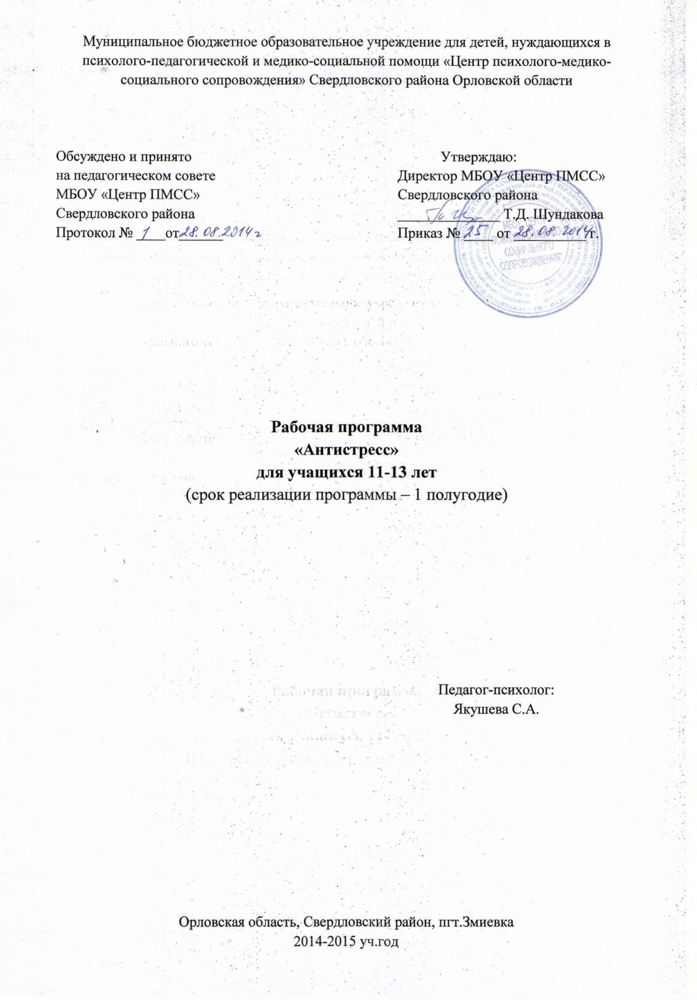 Муниципальное бюджетное образовательное учреждение для детей, нуждающихся в
психолого-педагогической и медико-социальной помощи «Центр психолого-медико-
социального сопровождения» Свердловского района Орловской области
Обсуждено и принято
на педагогическом совете
МБОУ «Центр ПМСС»
Свердловского района
Протокол № 1 от 28.08.2014 г
Утверждаю:
Директор МБОУ «Центр ПМСС»
Свердловского района
Т.Д. Шундакова
Приказ № 25 от 28.08.2014 г.
МБОУ "ЦЕНТР
ПСИХОЛОГО-МЕДИКО-
СОЦИАЛЬНОГО
СОПРОВОЖДЕНИЯ"
Рабочая программа
«Антистресс»
для учащихся 11-13 лет
(срок реализации программы – 1 полугодие)
Педагог-психолог:
Якушева С.А.
Орловская область, Свердловский район, пгт.Змиевка
2014-2015 уч.год